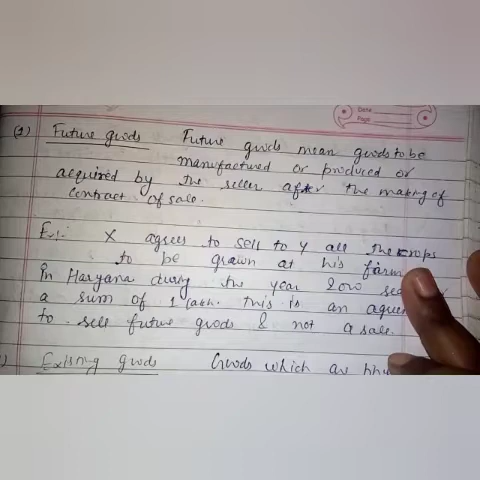 Date
Page
(1) Future goods Future goods mean goods to be
manufactured or produced or
acquired by the seller after the making of
contract of sale.
Ex:- X agrees to sell to Y all the crops
to be grown at his farm
in Haryana during the year 200
a sum of 1 lakh. This is an
to sell future goods & not a sale.
) Existing goods Goods which are